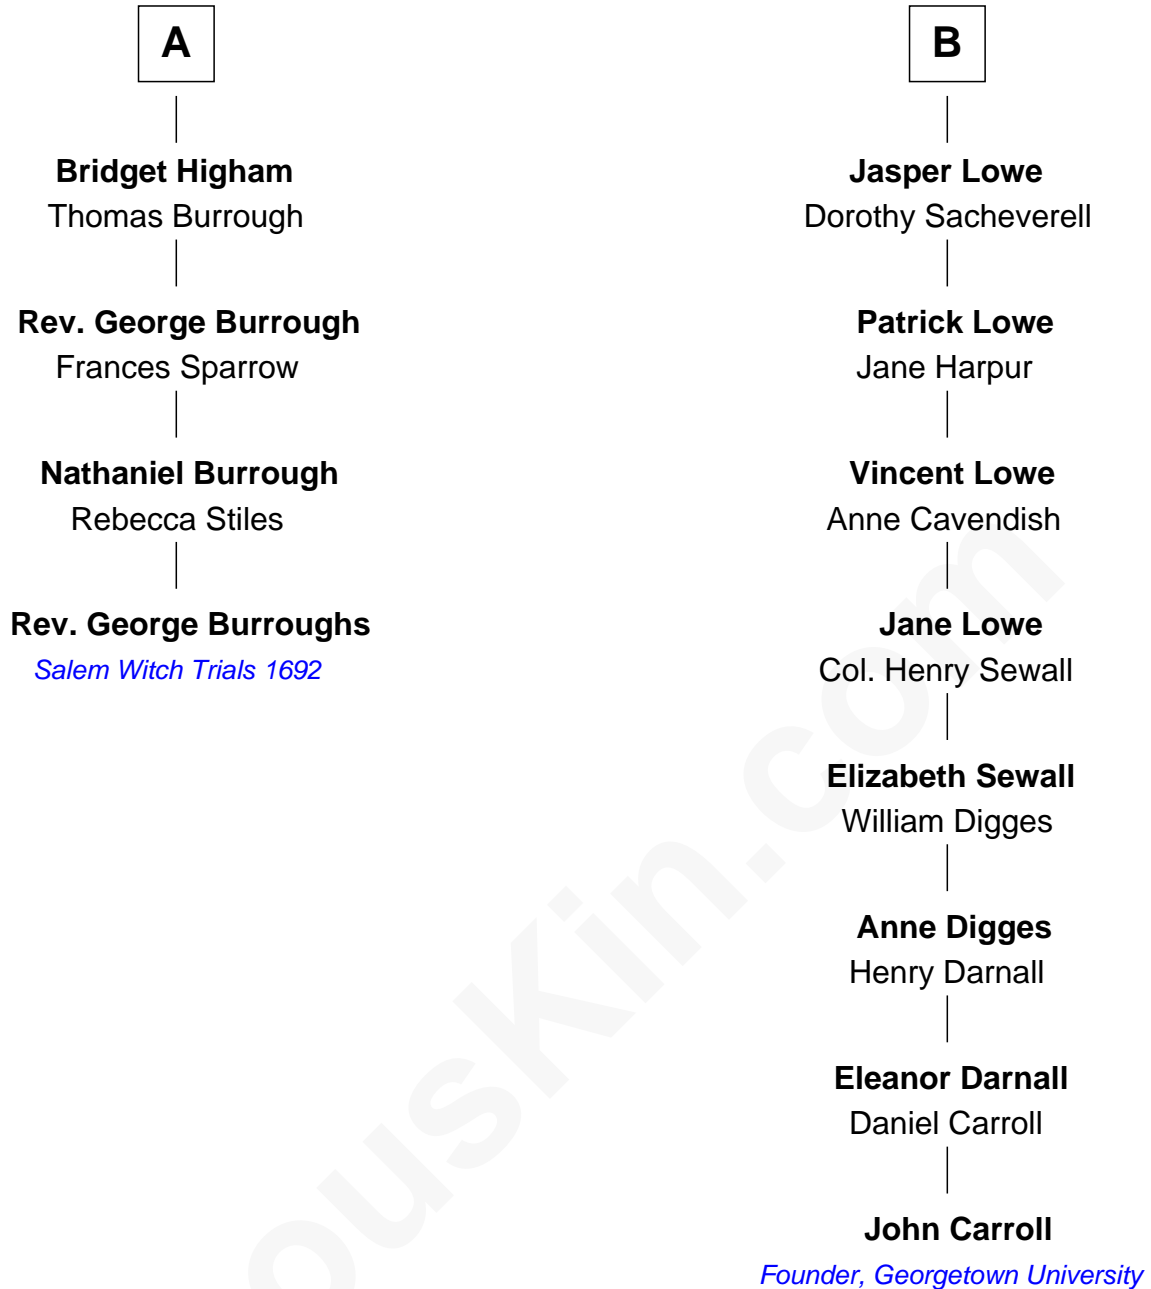 A
Bridget Higham
Thomas Burrough
Rev. George Burrough
Frances Sparrow
Nathaniel Burrough
Rebecca Stiles
Rev. George Burroughs
Salem Witch Trials 1692
B
Jasper Lowe
Dorothy Sacheverell
Patrick Lowe
Jane Harpur
Vincent Lowe
Anne Cavendish
Jane Lowe
Col. Henry Sewall
Elizabeth Sewall
William Digges
Anne Digges
Henry Darnall
Eleanor Darnall
Daniel Carroll
John Carroll
Founder, Georgetown University
ousKin.com